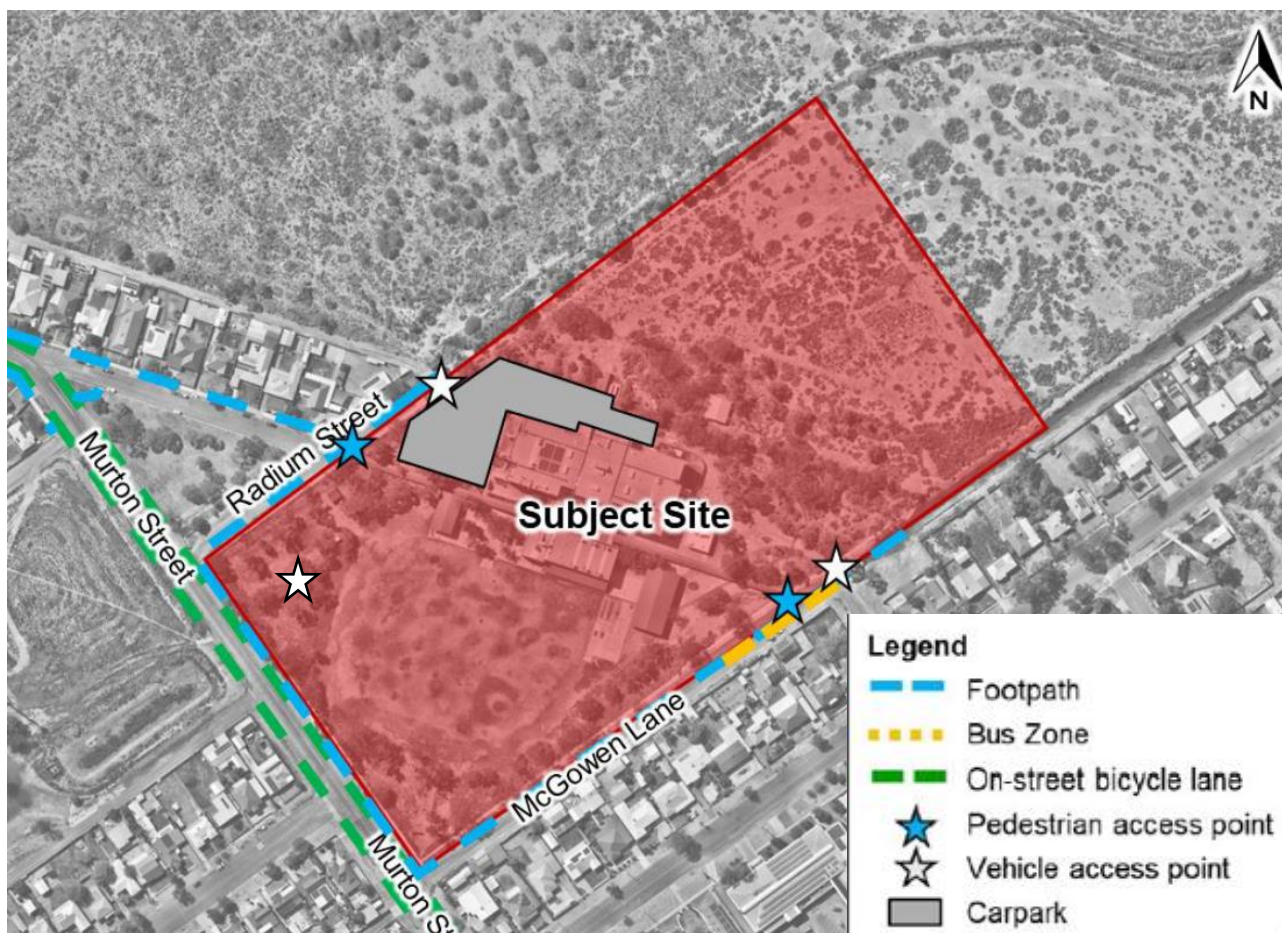 N
Radium Street
Murton Street
Subject Site
McGowen Lane
Murton St
Legend
Footpath
Bus Zone
On-street bicycle lane
Pedestrian access point
Vehicle access point
Carpark